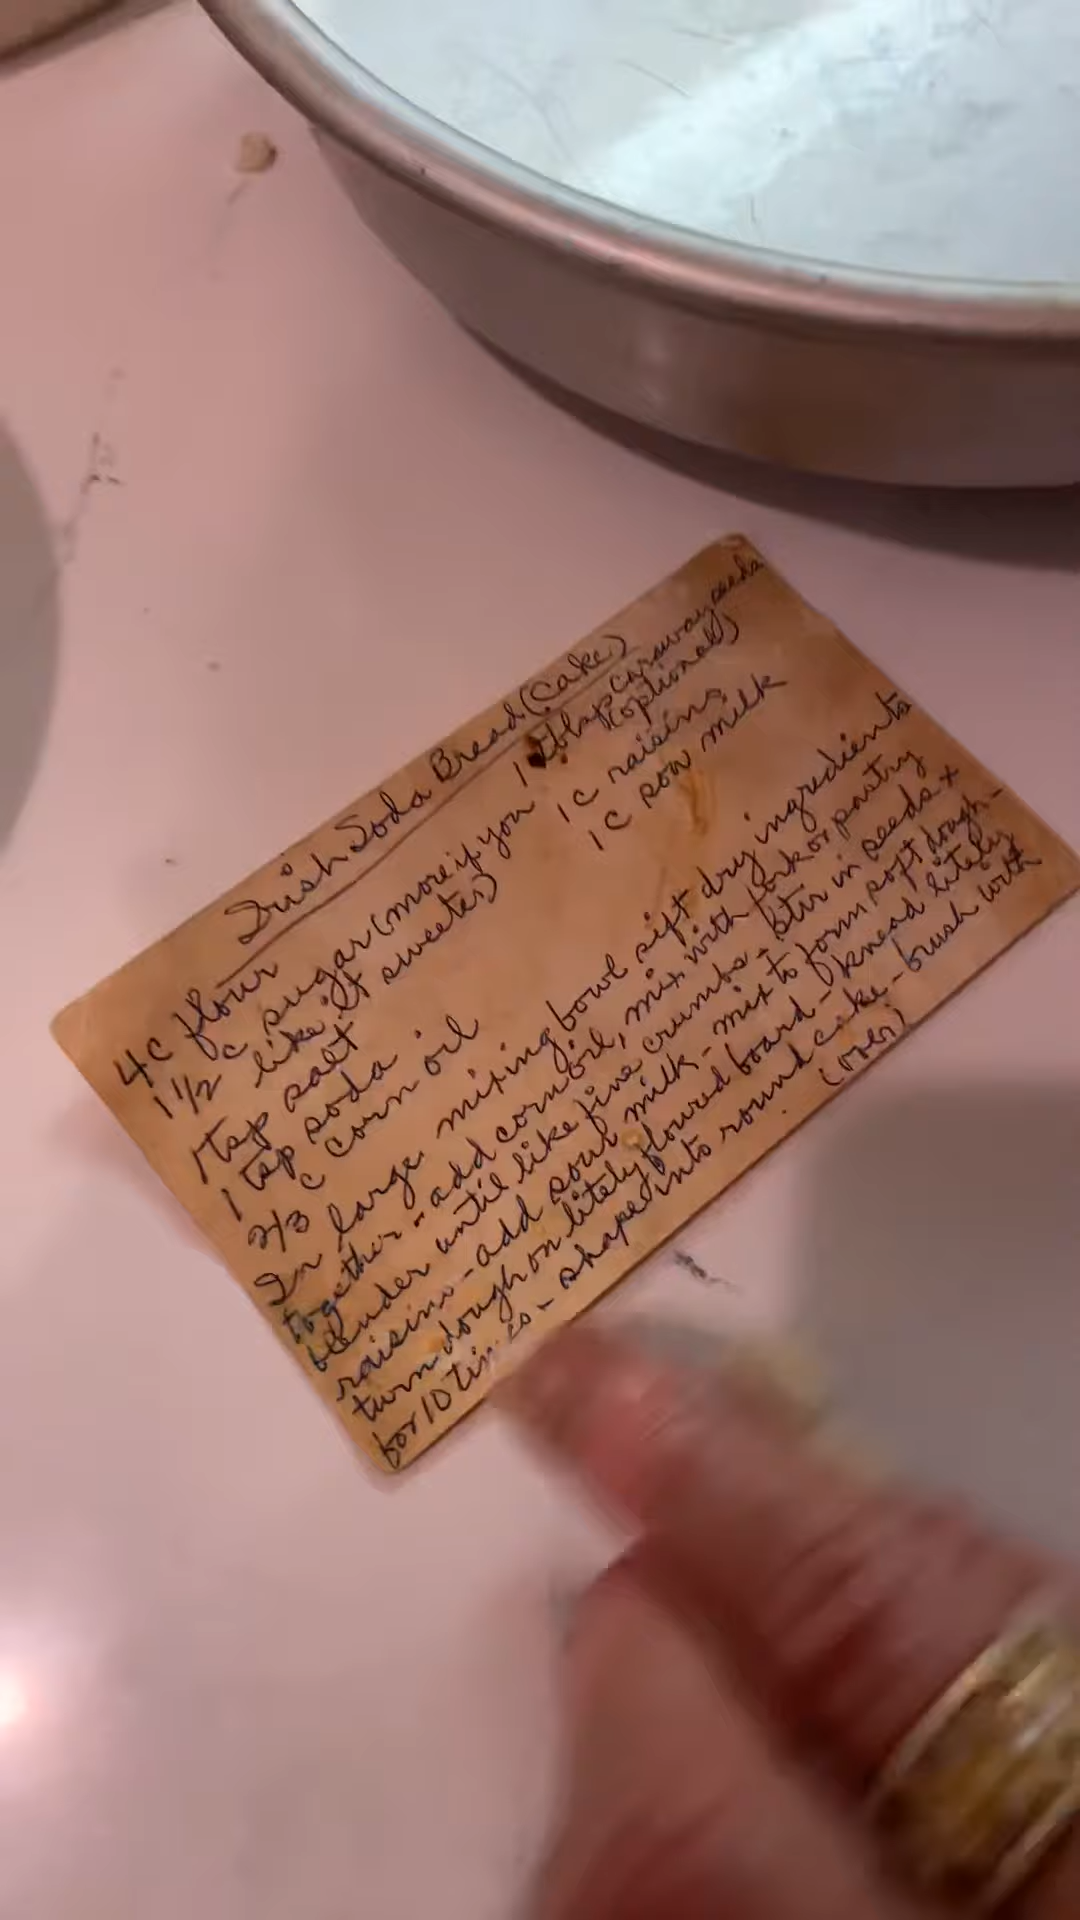 Irish Soda Bread (Cake)
4c flour
1 1/2 c sugar (more if you
like it sweeter)
1 tsp salt
1 tsp soda
2/3 c corn oil
1 tblsp caraway seeds
(optional)
1 c raisins
1 c sour milk
In large mixing bowl sift dry ingredients
together - add corn oil, mix with fork or pastry
blender until like fine crumbs - stir in seeds +
raisins - add sour milk - mix to form soft dough -
turn dough on litely floured board - knead litely
for 10 times - shape into round cake - brush with
(over)